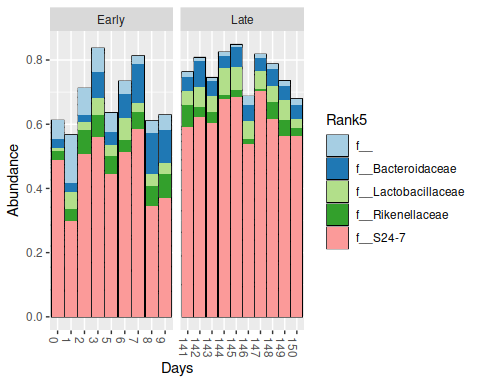 Early Late
Abundance
0.8
0.6
0.4
0.2
0.0
0 1 2 3 5 6 7 8 9 141 142 143 144 145 146 147 148 149 150
Days
Rank5
f__
f__Bacteroidaceae
f__Lactobacillaceae
f__Rikenellaceae
f__S24-7